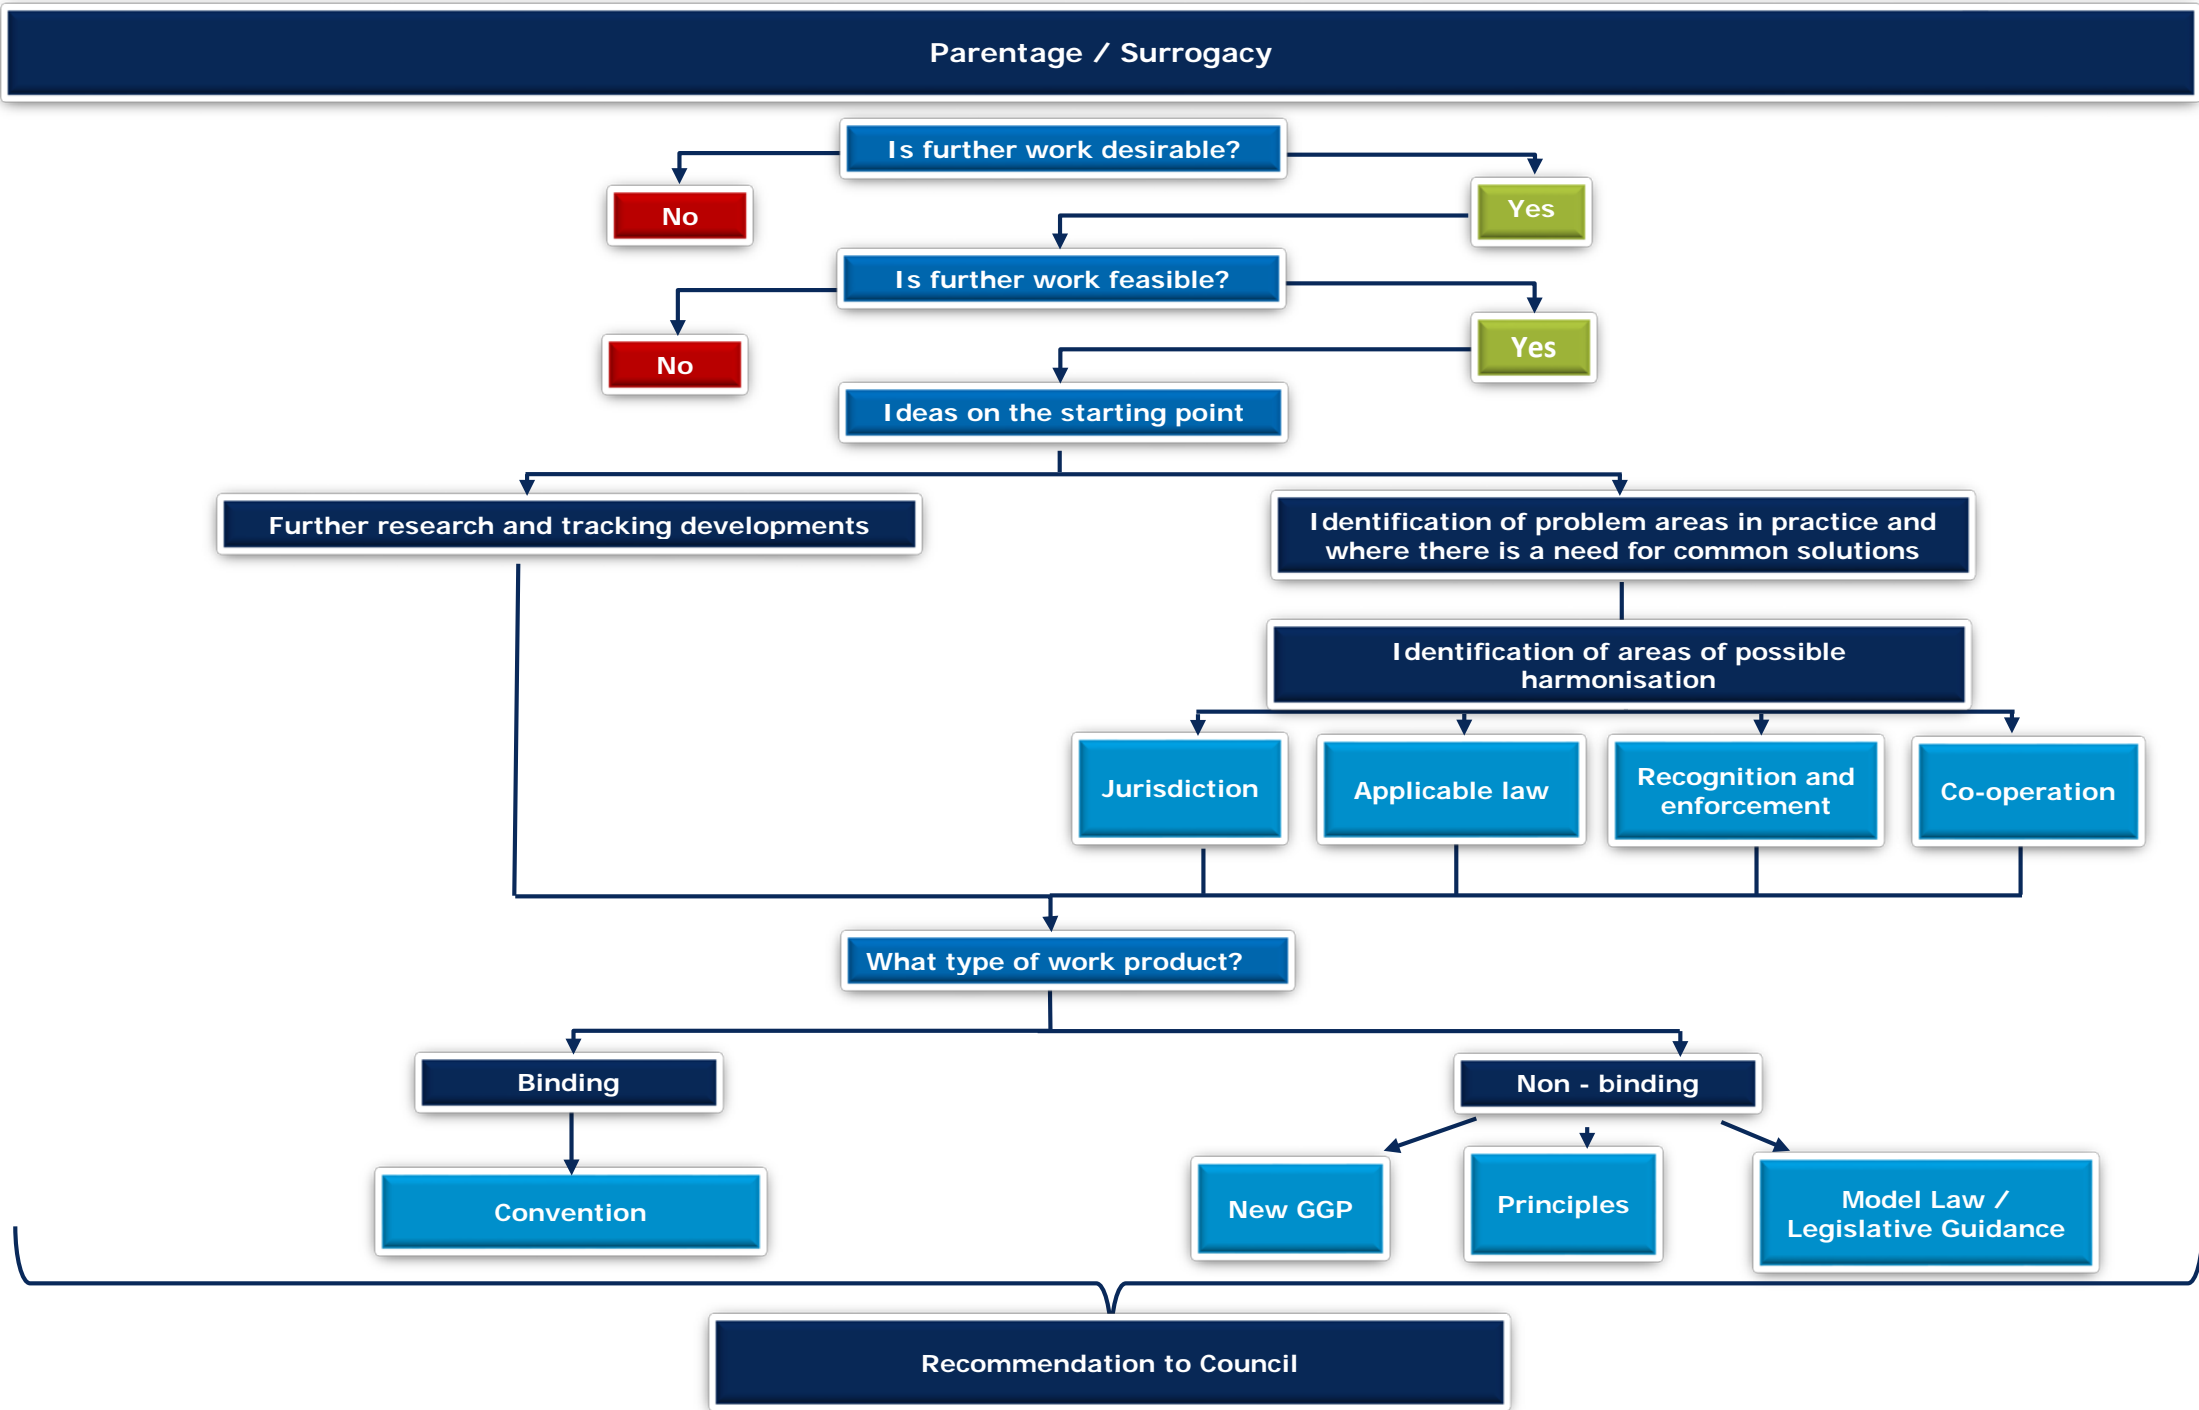 Parentage / Surrogacy
Is further work desirable?
No
Yes
Is further work feasible?
No
Yes
Ideas on the starting point
Further research and tracking developments
Identification of problem areas in practice and
where there is a need for common solutions
Identification of areas of possible
harmonisation
Jurisdiction
Applicable law
Recognition and
enforcement
Co-operation
What type of work product?
Binding
Non - binding
Convention
New GGP
Principles
Model Law /
Legislative Guidance
Recommendation to Council